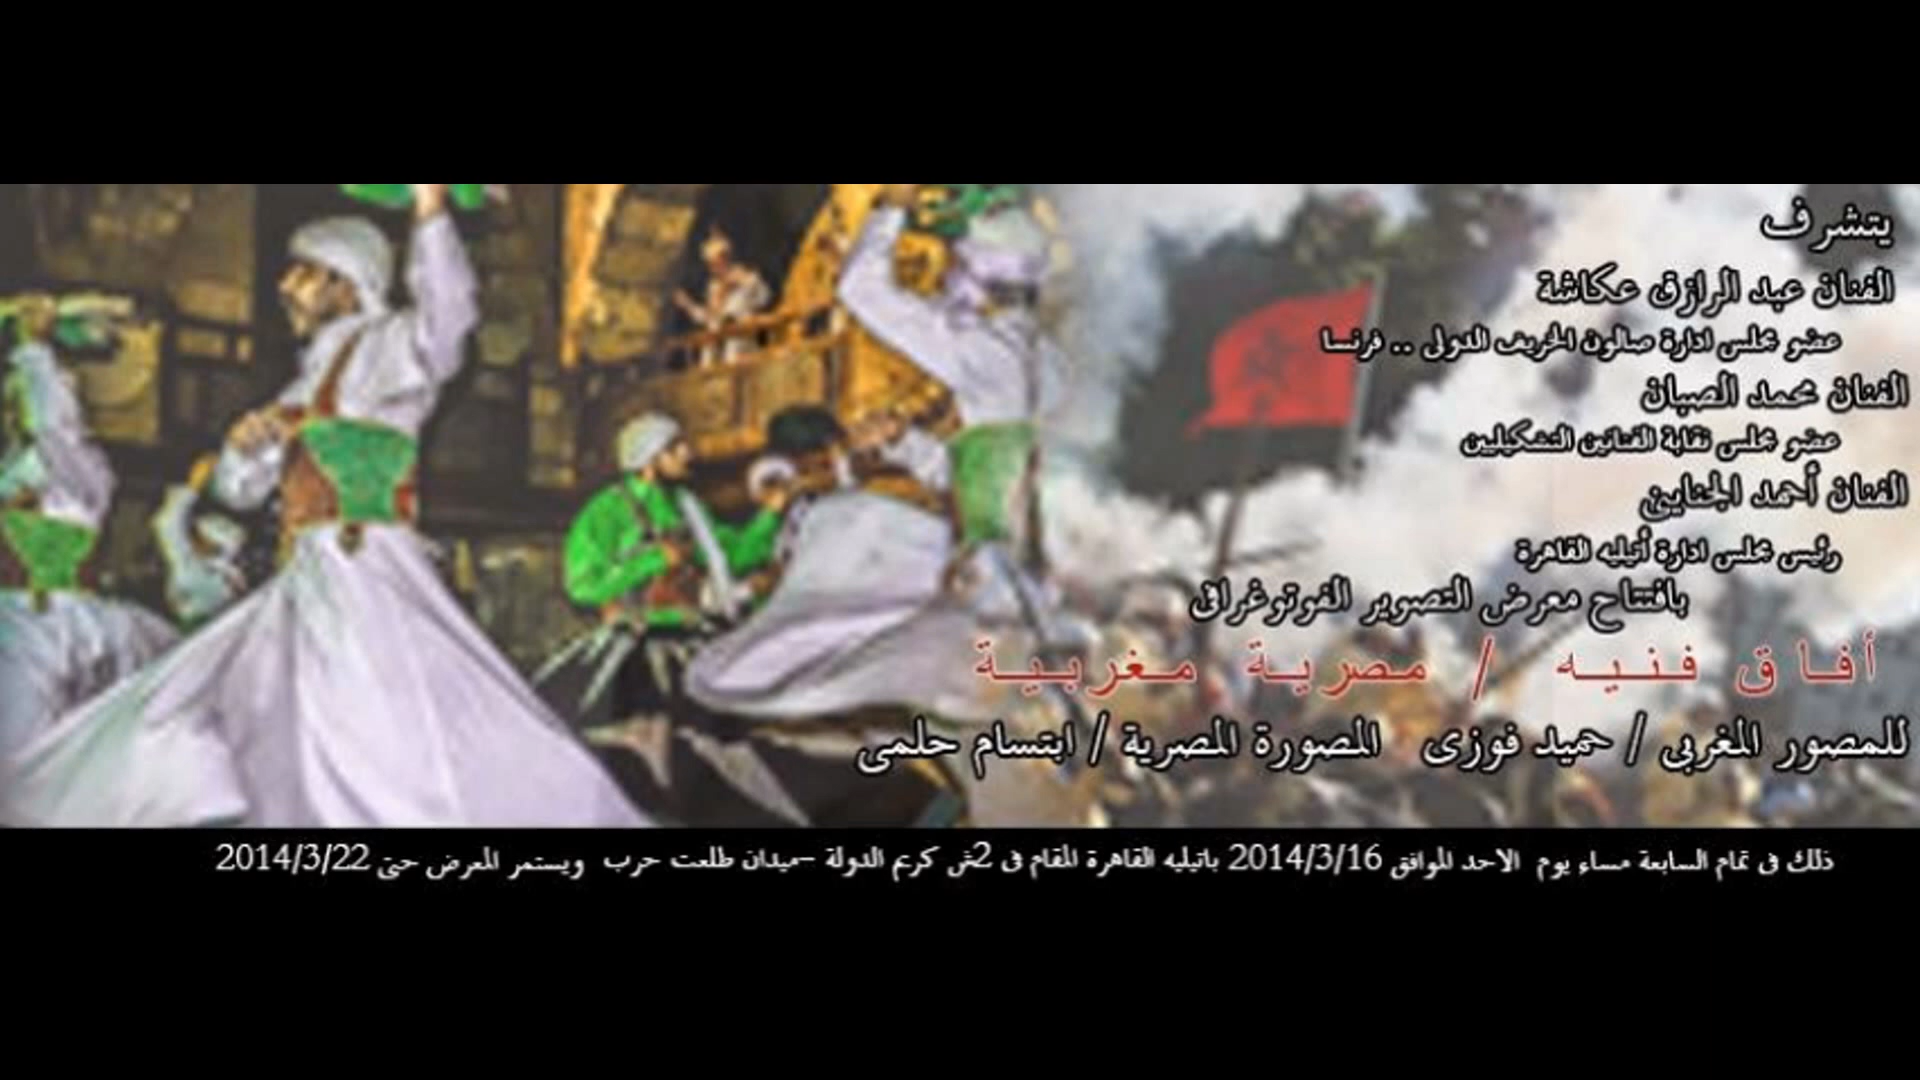 يتشرف
الفنان عبد الرازق عكاشة
عضو مجلس ادارة صالون الخريف الدولى .. فرنسا
الفنان محمد الصبان
عضو مجلس نقابة الفنانين التشكيلين
الفنان أحمد الجناينى
رئيس مجلس ادارة أتيليه القاهرة
بافتتاح معرض التصوير الفوتوغرافى
أفاق فنيه / مصرية مغربية
للمصور المغربى / حميد فوزى المصورة المصرية / ابتسام حلمى
ذلك فى تمام السابعة مساء يوم الاحد الموافق 2014/3/16 باتيليه القاهرة المقام فى 2ش كريم الدولة –ميدان طلعت حرب ويستمر المعرض حتى 2014/3/22